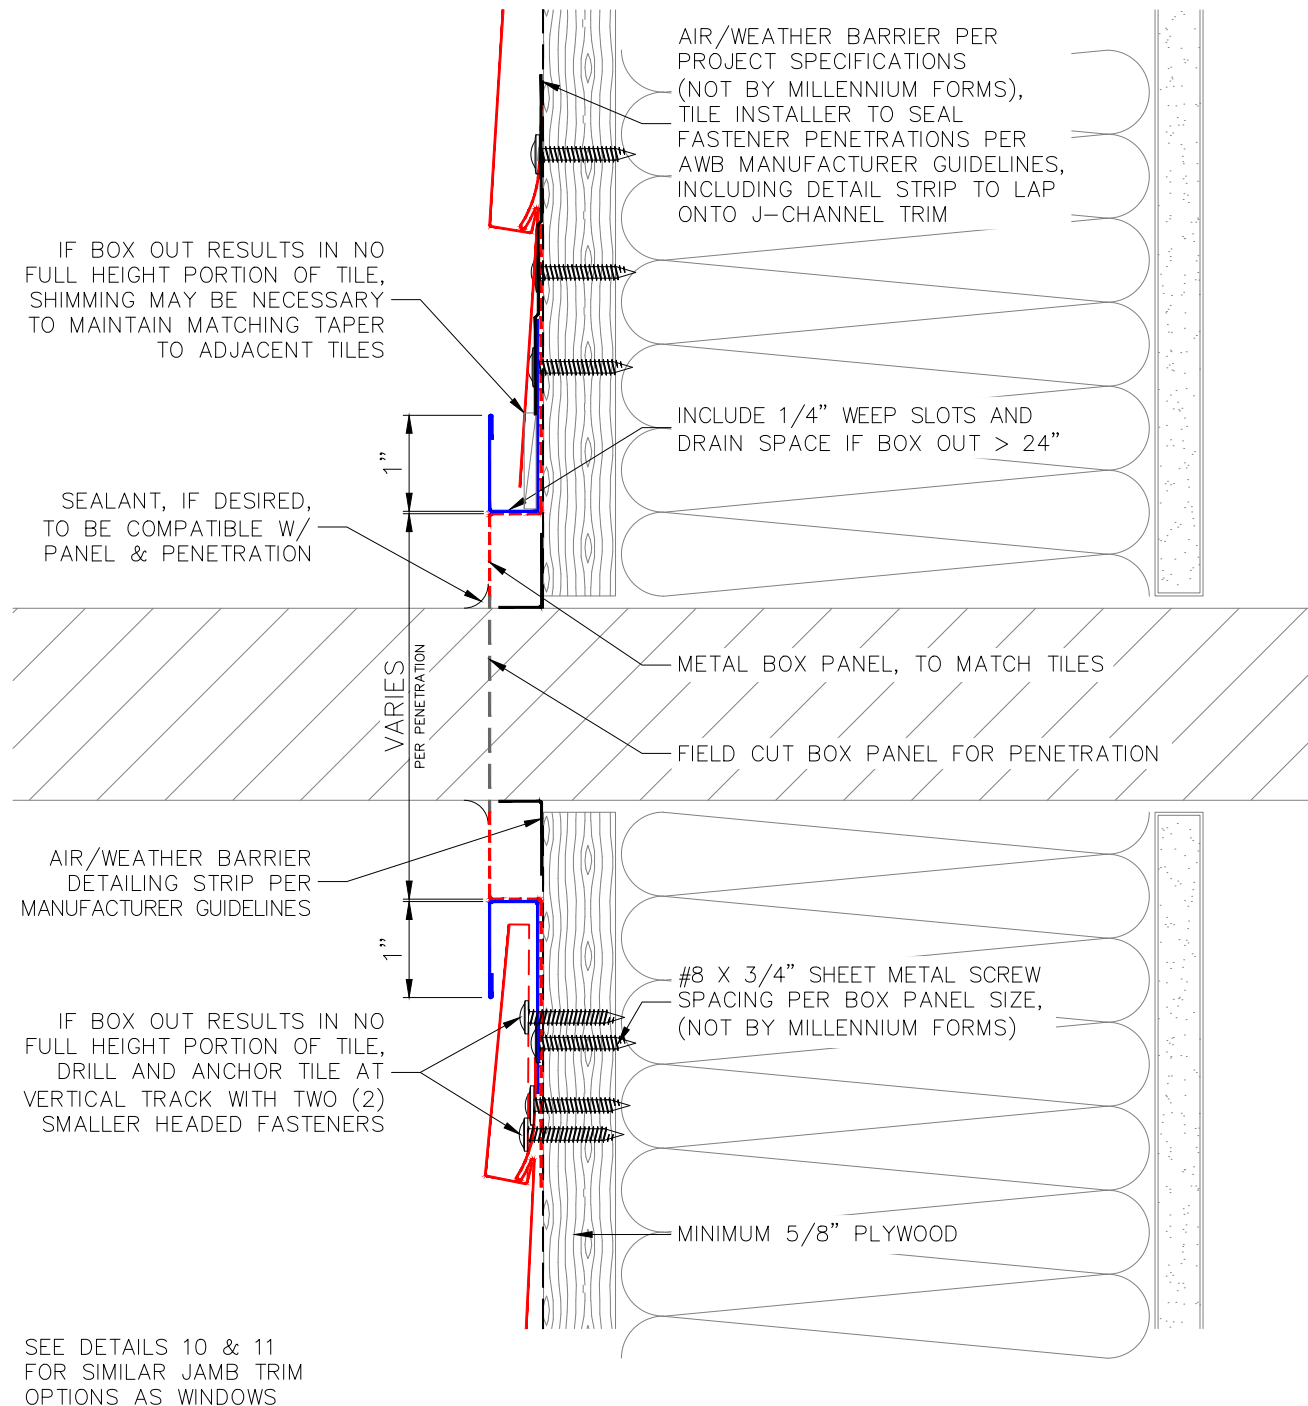 AIR/WEATHER BARRIER PER
PROJECT SPECIFICATIONS
(NOT BY MILLENNIUM FORMS),
TILE INSTALLER TO SEAL
FASTENER PENETRATIONS PER
AWB MANUFACTURER GUIDELINES,
INCLUDING DETAIL STRIP TO LAP
ONTO J-CHANNEL TRIM
IF BOX OUT RESULTS IN NO
FULL HEIGHT PORTION OF TILE,
SHIMMING MAY BE NECESSARY
TO MAINTAIN MATCHING TAPER
TO ADJACENT TILES
INCLUDE 1/4” WEEP SLOTS AND
DRAIN SPACE IF BOX OUT > 24”
1”
SEALANT, IF DESIRED,
TO BE COMPATIBLE W/
PANEL & PENETRATION
METAL BOX PANEL, TO MATCH TILES
VARIES
PER PENETRATION
FIELD CUT BOX PANEL FOR PENETRATION
AIR/WEATHER BARRIER
DETAILING STRIP PER
MANUFACTURER GUIDELINES
1”
#8 X 3/4” SHEET METAL SCREW
SPACING PER BOX PANEL SIZE,
(NOT BY MILLENNIUM FORMS)
IF BOX OUT RESULTS IN NO
FULL HEIGHT PORTION OF TILE,
DRILL AND ANCHOR TILE AT
VERTICAL TRACK WITH TWO (2)
SMALLER HEADED FASTENERS
MINIMUM 5/8” PLYWOOD
SEE DETAILS 10 & 11
FOR SIMILAR JAMB TRIM
OPTIONS AS WINDOWS